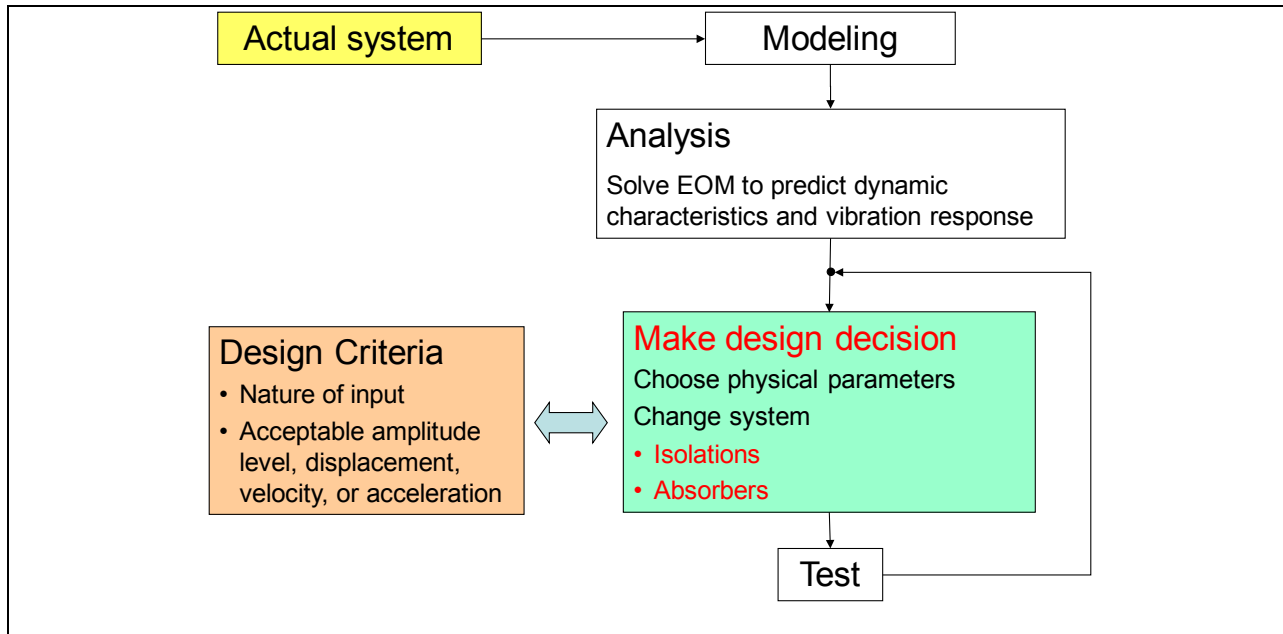 Actual system
Modeling
Analysis
Solve EOM to predict dynamic
characteristics and vibration response
Design Criteria
• Nature of input
• Acceptable amplitude
level, displacement,
velocity, or acceleration
Make design decision
Choose physical parameters
Change system
• Isolations
• Absorbers
Test